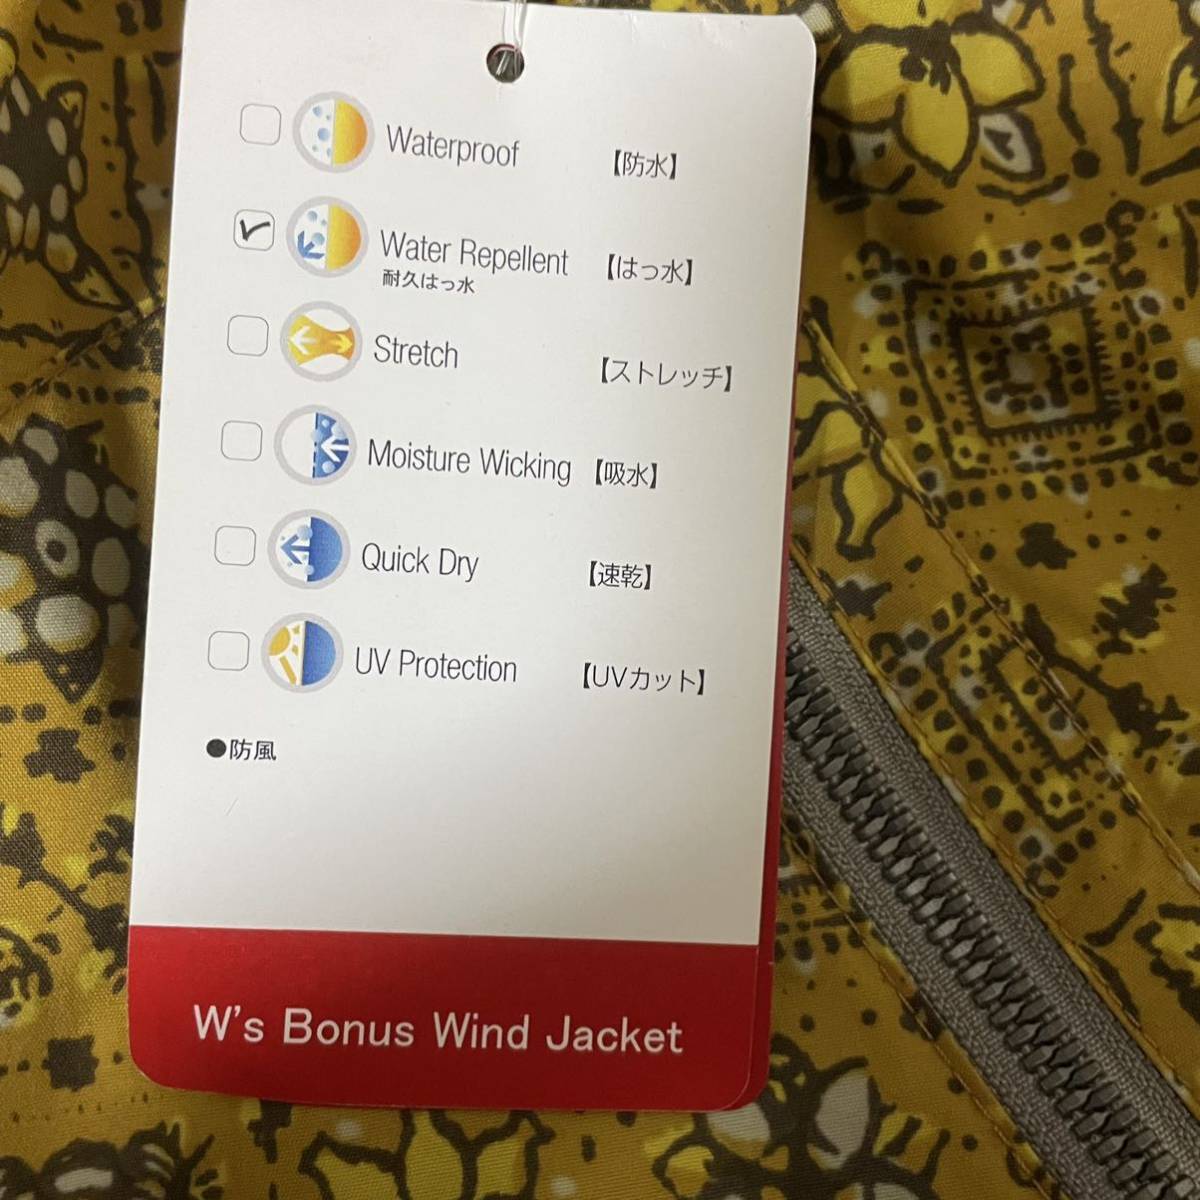 Waterproof 【防水】
Water Repellent 【はっ水】
耐久はっ水
Stretch 【ストレッチ】
Moisture Wicking 【吸水】
Quick Dry 【速乾】
UV Protection 【UVカット】
●防風
W's Bonus Wind Jacket